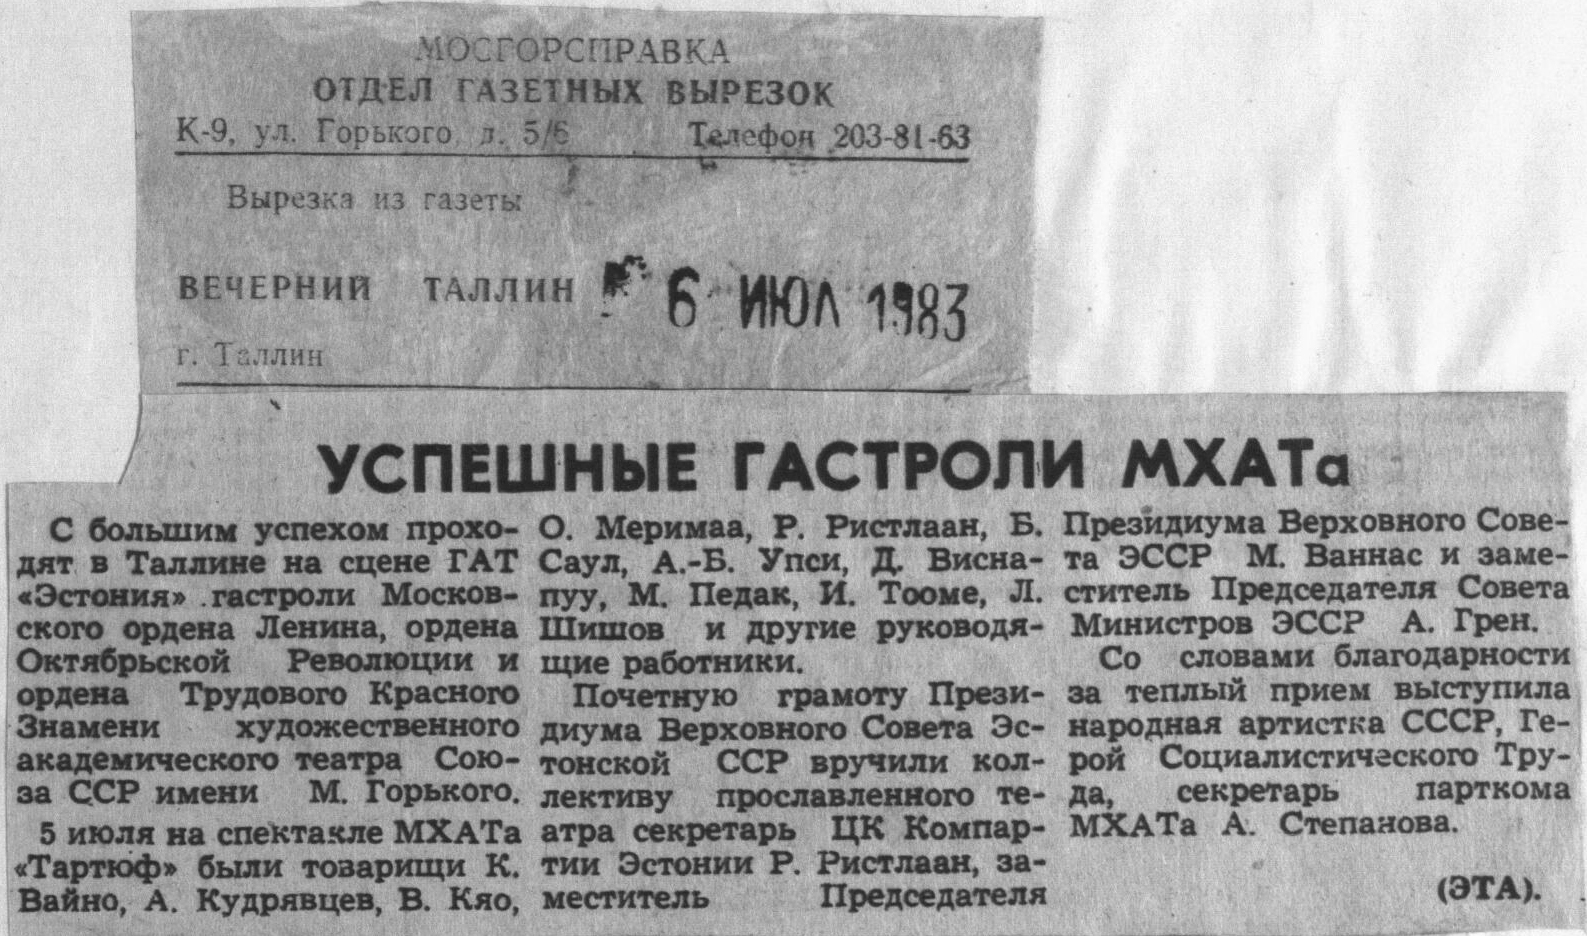 МОСГОРСПРАВКА
ОТДЕЛ ГАЗЕТНЫХ ВЫРЕЗОК
К-9, ул. Горького, д. 5/6 Телефон 203-81-63
Вырезка из газеты
ВЕЧЕРНИЙ ТАЛЛИН 6 ИЮЛ 1983
г. Таллин
УСПЕШНЫЕ ГАСТРОЛИ МХАТа
С большим успехом прохо-
дят в Таллине на сцене ГАТ
«Эстония» гастроли Москов-
ского ордена Ленина, ордена
Октябрьской Революции и
ордена Трудового Красного
Знамени художественного
академического театра Сою-
за ССР имени М. Горького.
5 июля на спектакле МХАТа
«Тартюф» были товарищи К.
Вайно, А. Кудрявцев, В. Кяо,
О. Меримаа, Р. Ристлаан, Б.
Саул, А.-Б. Упси, Д. Висна-
пуу, М. Педак, И. Тооме, Л.
Шишов и другие руководя-
щие работники.
Почетную грамоту Прези-
диума Верховного Совета Эс-
тонской ССР вручили кол-
лективу прославленного те-
атра секретарь ЦК Компар-
тии Эстонии Р. Ристлаан, за-
меститель Председателя
Президиума Верховного Сове-
та ЭССР М. Ваннас и заме-
ститель Председателя Совета
Министров ЭССР А. Грен.
Со словами благодарности
за теплый прием выступила
народная артистка СССР, Ге-
рой Социалистического Тру-
да, секретарь парткома
МХАТа А. Степанова.
(ЭТА).